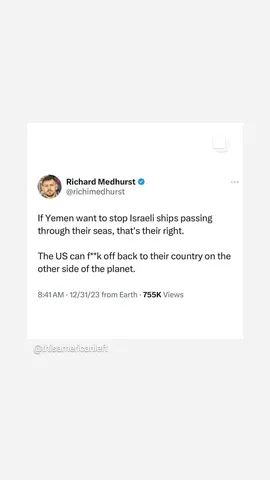 Richard Medhurst
@richimedhurst
If Yemen want to stop Israeli ships passing
through their seas, that's their right.
The US can f**k off back to their country on the
other side of the planet.
8:41 AM · 12/31/23 from Earth · 755K Views
@thisamericanleft